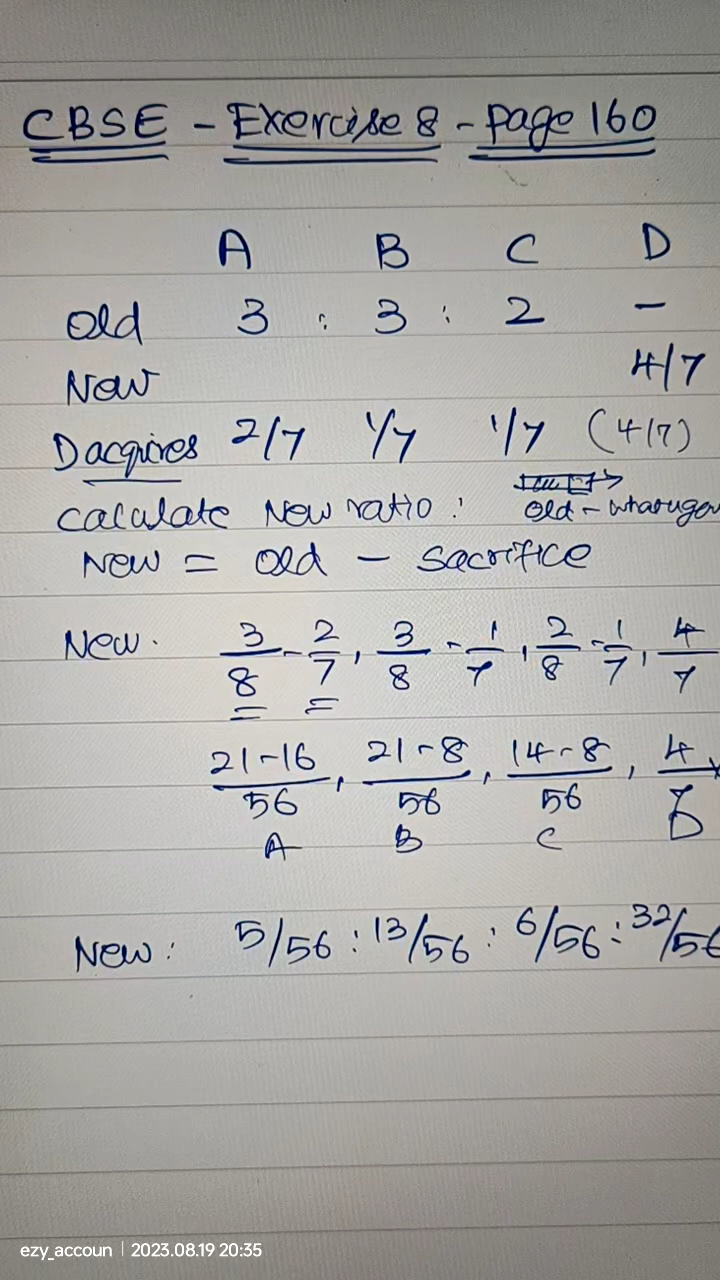 CBSE - Exercise 8 - page 160
A B C D
Old 3 : 3 : 2 -
New 4/7
D acquires 2/7 1/7 1/7 (4/7)
calculate New ratio :
old -
New = old - sacrifice
New. 3/8 - 2/7 , 3/8 - 1/7 , 2/8 - 1/7 , 4/7
21-16/56 , 21-8/56 , 14-8/56 , 4/7
A B C D
New : 5/56 : 13/56 : 6/56 : 32/56
ezy_accoun | 2023.08.19 20:35